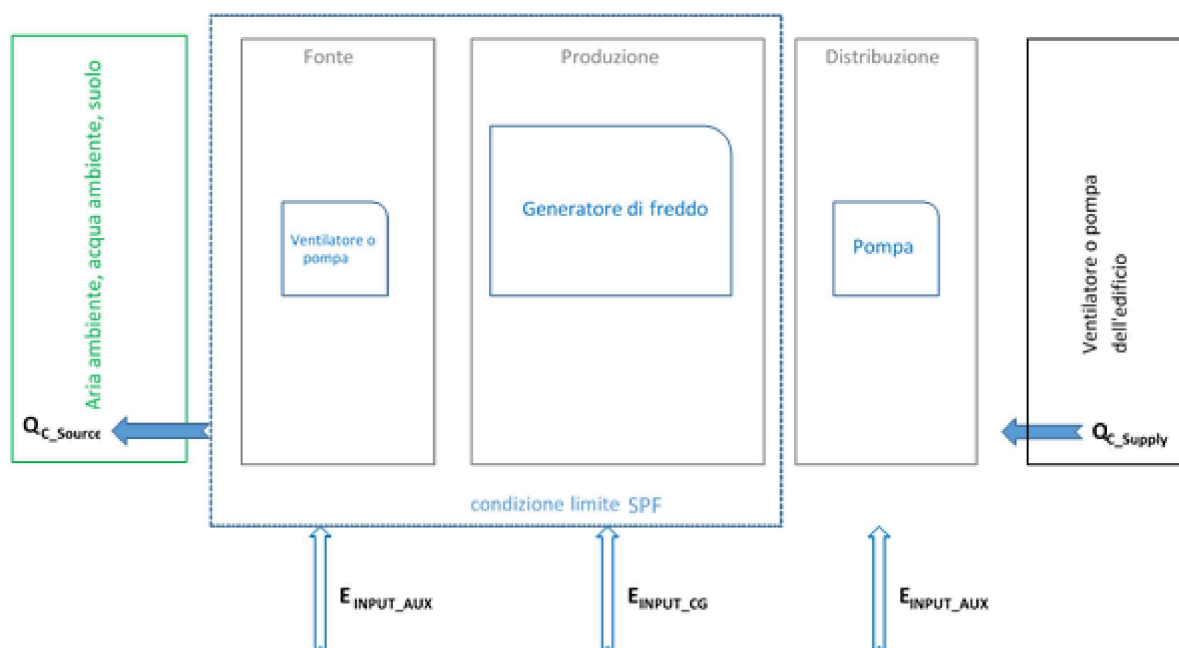 Fonte
Produzione
Distribuzione
Aria ambiente, acqua ambiente, suolo
Generatore di freddo
Ventilatore o
pompa
Pompa
Ventilatore o pompa
dell'edificio
QC_Source
QC_Supply
condizione limite SPF
EINPUT_AUX
EINPUT_CG
EINPUT_AUX